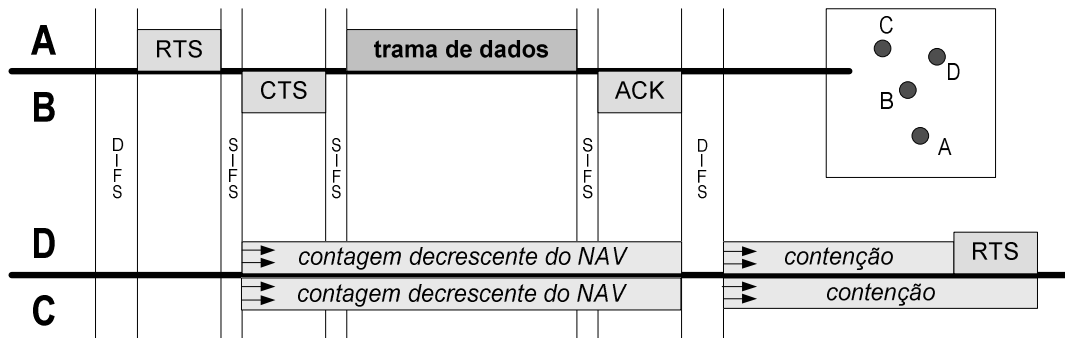 A
RTS
trama de dados
B
CTS
ACK
DIFS
SIFS
SIFS
SIFS
DIFS
C
D
B
A
D
contagem decrescente do NAV
contenção
RTS
C
contagem decrescente do NAV
contenção